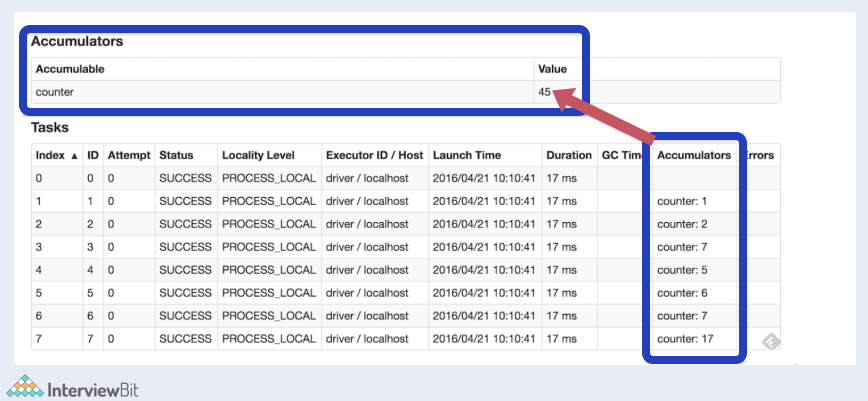 Accumulators
Accumulable Value
counter 45
Tasks
Index ▲ ID Attempt Status Locality Level Executor ID / Host Launch Time Duration GC Time Accumulators Errors
0 0 0 SUCCESS PROCESS_LOCAL driver / localhost 2016/04/21 10:10:41 17 ms
1 1 0 SUCCESS PROCESS_LOCAL driver / localhost 2016/04/21 10:10:41 17 ms counter: 1
2 2 0 SUCCESS PROCESS_LOCAL driver / localhost 2016/04/21 10:10:41 17 ms counter: 2
3 3 0 SUCCESS PROCESS_LOCAL driver / localhost 2016/04/21 10:10:41 17 ms counter: 7
4 4 0 SUCCESS PROCESS_LOCAL driver / localhost 2016/04/21 10:10:41 17 ms counter: 5
5 5 0 SUCCESS PROCESS_LOCAL driver / localhost 2016/04/21 10:10:41 17 ms counter: 6
6 6 0 SUCCESS PROCESS_LOCAL driver / localhost 2016/04/21 10:10:41 17 ms counter: 7
7 7 0 SUCCESS PROCESS_LOCAL driver / localhost 2016/04/21 10:10:41 17 ms counter: 17
InterviewBit